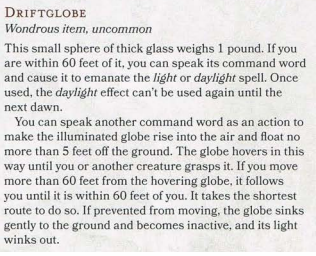 DRIFTGLOBE
Wondrous item, uncommon
This small sphere of thick glass weighs 1 pound. If you
are within 60 feet of it, you can speak its command word
and cause it to emanate the light or daylight spell. Once
used, the daylight effect can't be used again until the
next dawn.
You can speak another command word as an action to
make the illuminated globe rise into the air and float no
more than 5 feet off the ground. The globe hovers in this
way until you or another creature grasps it. If you move
more than 60 feet from the hovering globe, it follows
you until it is within 60 feet of you. It takes the shortest
route to do so. If prevented from moving, the globe sinks
gently to the ground and becomes inactive, and its light
winks out.